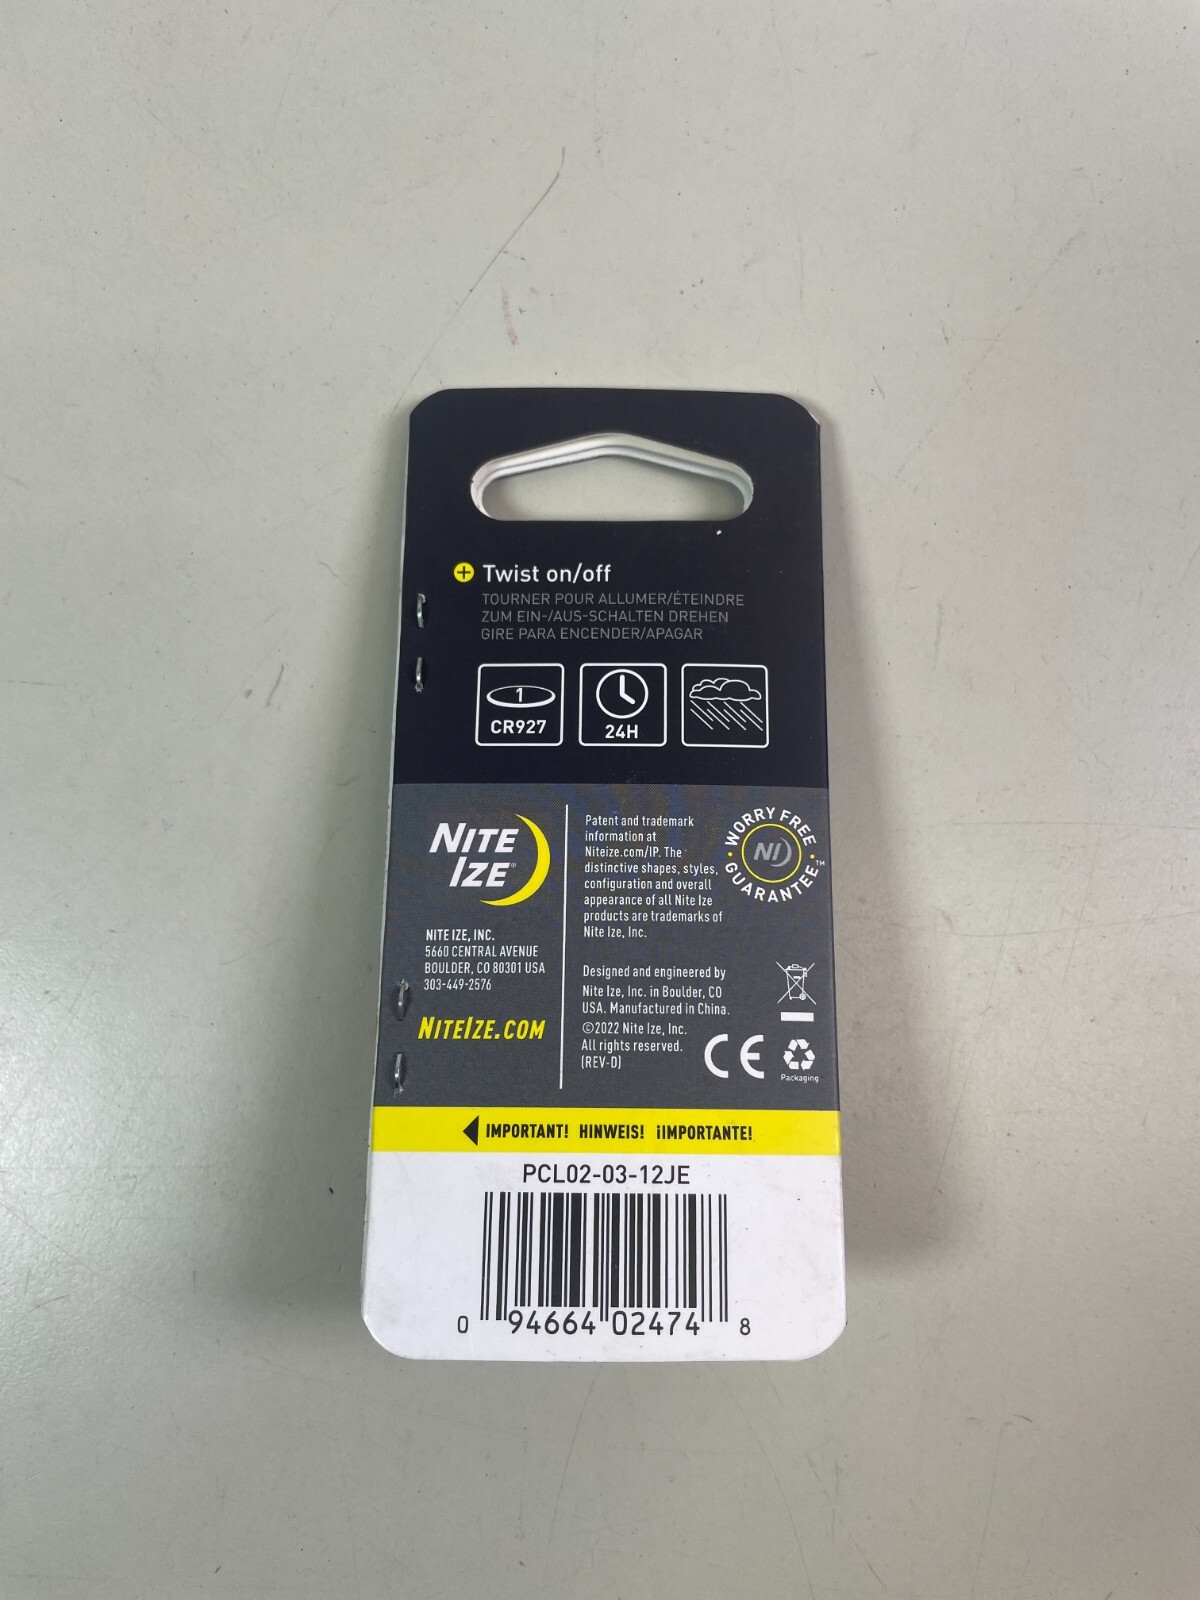 Twist on/off
TOURNER POUR ALLUMER/ÉTEINDRE
ZUM EIN-/AUS-SCHALTEN DREHEN
GIRE PARA ENCENDER/APAGAR
1
CR927
24H
NITE
IZE®
NITE IZE, INC.
5660 CENTRAL AVENUE
BOULDER, CO 80301 USA
303-449-2576
NITEIZE.COM
Patent and trademark
information at
Niteize.com/IP. The
distinctive shapes, styles,
configuration and overall
appearance of all Nite Ize
products are trademarks of
Nite Ize, Inc.
WORRY FREE
NI
GUARANTEE™
Designed and engineered by
Nite Ize, Inc. in Boulder, CO
USA. Manufactured in China.
©2022 Nite Ize, Inc.
All rights reserved.
(REV-D)
CE
Packaging
IMPORTANT! HINWEIS! ¡IMPORTANTE!
PCL02-03-12JE
0 94664 02474 8